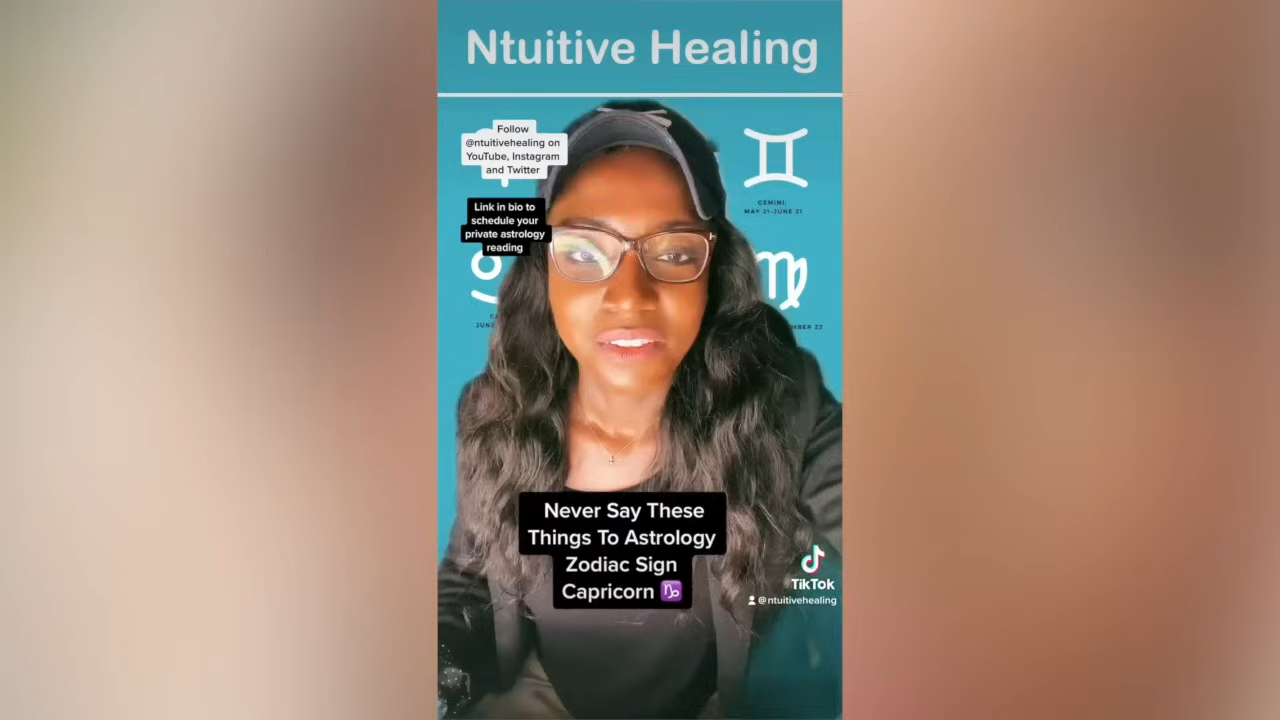 Ntuitive Healing
Follow
@ntuitivehealing on
YouTube, Instagram
and Twitter
Link in bio to
schedule your
private astrology
reading
GEMINI:
MAY 21-JUNE 21
Never Say These
Things To Astrology
Zodiac Sign
Capricorn ♑
TikTok
@ntuitivehealing